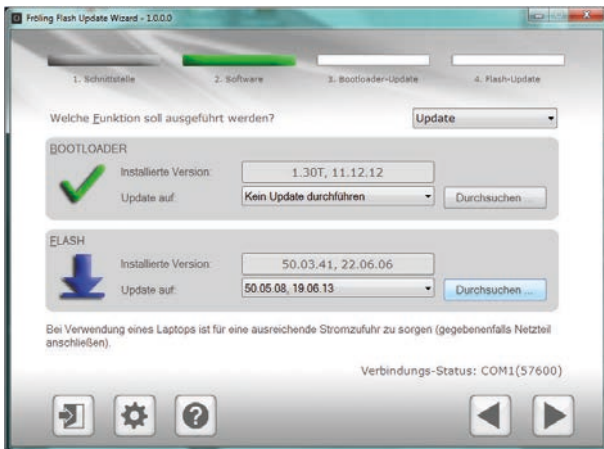 Fröling Flash Update Wizard - 1.0.0.0
1. Schnittstelle 2. Software 3. Bootloader-Update 4. Flash-Update
Welche Funktion soll ausgeführt werden? Update
BOOTLOADER
Installierte Version: 1.30T, 11.12.12
Update auf: Kein Update durchführen Durchsuchen ...
FLASH
Installierte Version: 50.03.41, 22.06.06
Update auf: 50.05.08, 19.06.13 Durchsuchen ...
Bei Verwendung eines Laptops ist für eine ausreichende Stromzufuhr zu sorgen (gegebenenfalls Netzteil
anschließen).
Verbindungs-Status: COM1(57600)